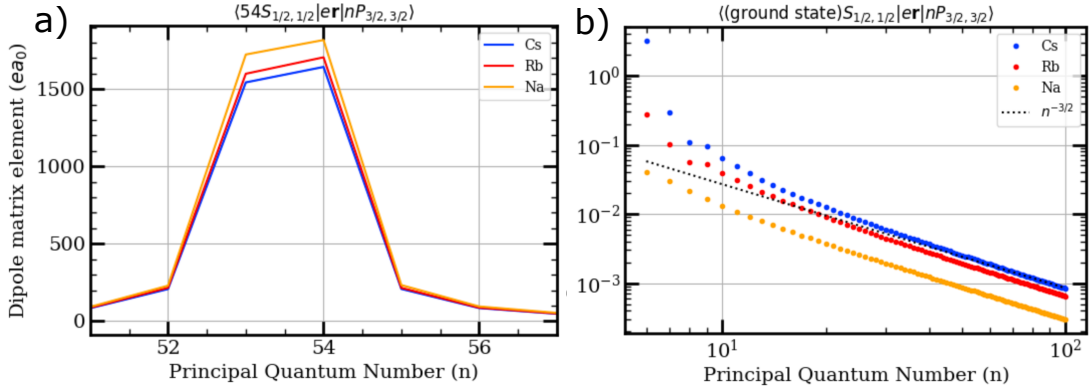 a)
⟨54S1/2, 1/2|er|nP3/2, 3/2⟩
Dipole matrix element (ea0)
1500
1000
500
0
Cs
Rb
Na
52
54
56
Principal Quantum Number (n)
b)
⟨(ground state)S1/2, 1/2|er|nP3/2, 3/2⟩
10^0
10^-1
10^-2
10^-3
Cs
Rb
Na
n^-3/2
10^1
10^2
Principal Quantum Number (n)